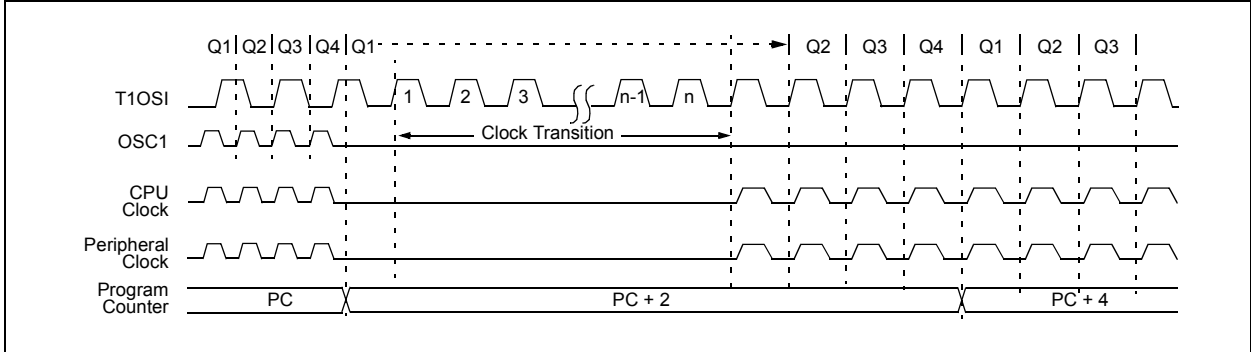 Q1 Q2 Q3 Q4 Q1 Q2 Q3 Q4 Q1 Q2 Q3
T1OSI 1 2 3 n-1 n
Clock Transition
OSC1
CPU
Clock
Peripheral
Clock
Program
Counter
PC PC + 2 PC + 4